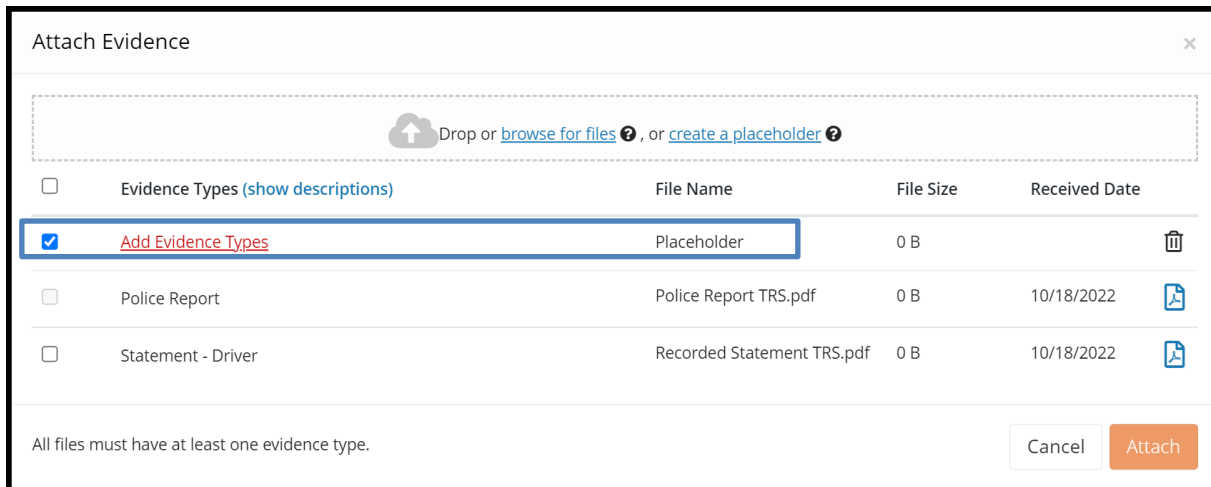 Attach Evidence ×
Drop or browse for files ? , or create a placeholder ?
Evidence Types (show descriptions) File Name File Size Received Date
Add Evidence Types Placeholder 0 B
Police Report Police Report TRS.pdf 0 B 10/18/2022
Statement - Driver Recorded Statement TRS.pdf 0 B 10/18/2022
All files must have at least one evidence type. Cancel Attach